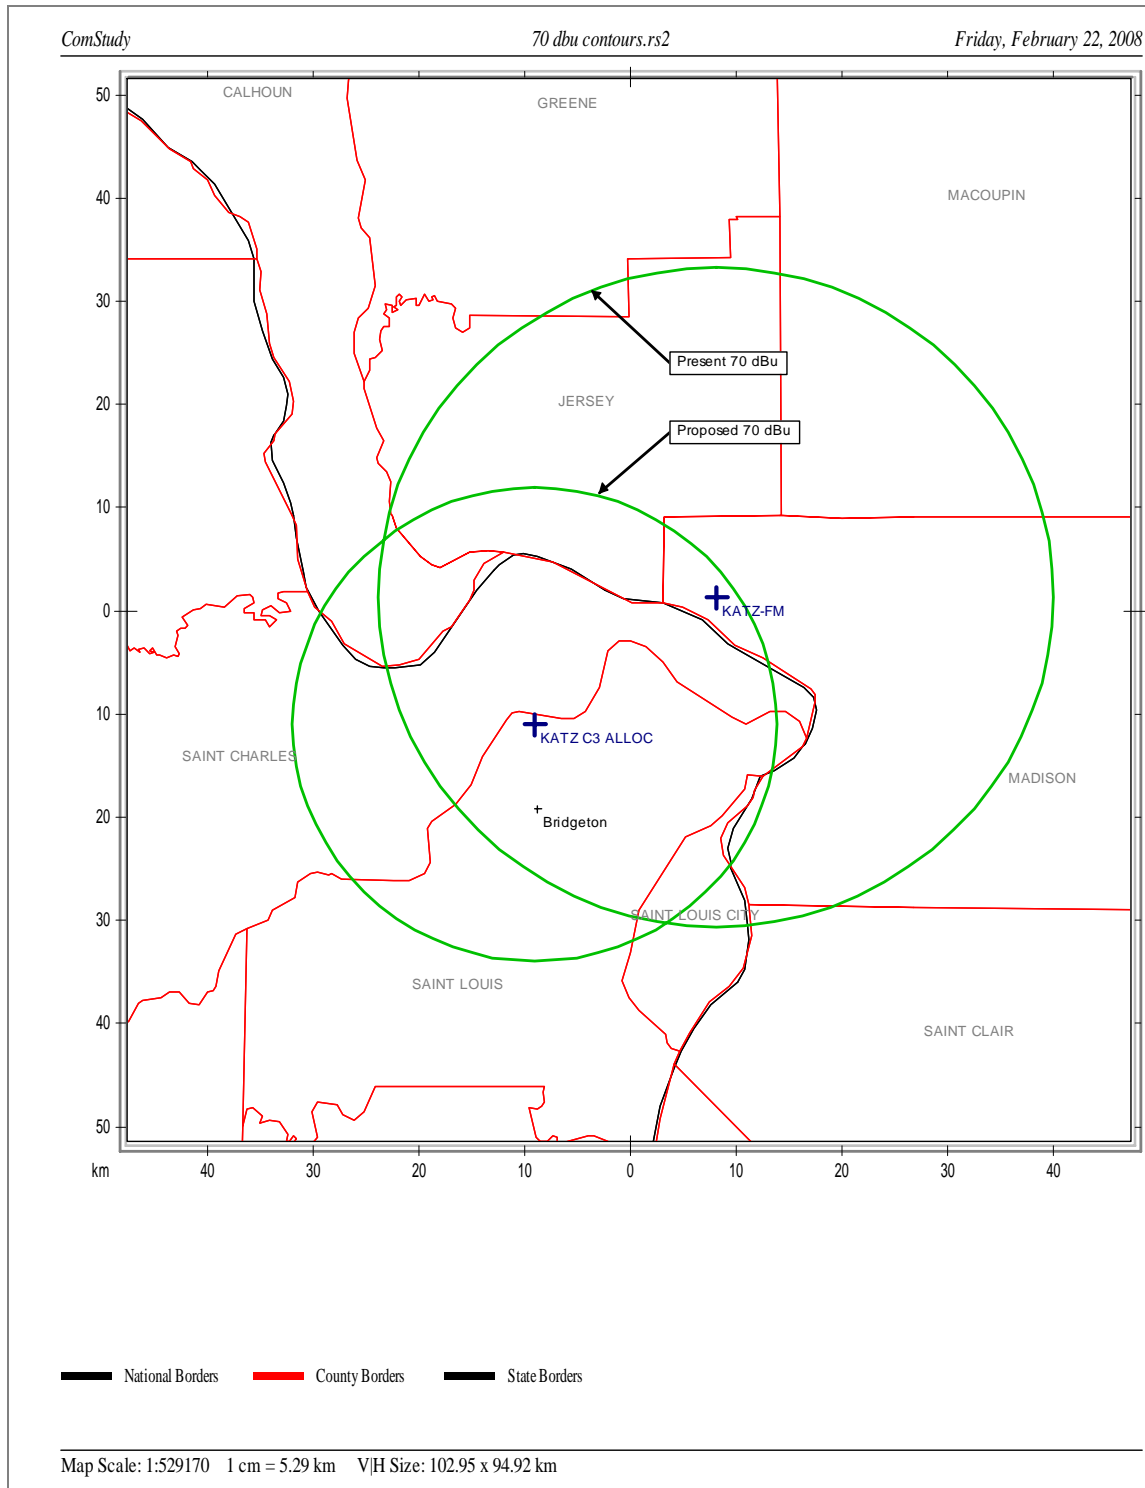 ComStudy 70 dbu contours.rs2 Friday, February 22, 2008
50
CALHOUN
GREENE
40
MACOUPIN
30
Present 70 dBu
20
JERSEY
Proposed 70 dBu
10
0
KATZ-FM
10
KATZ C3 ALLOC
SAINT CHARLES
MADISON
20
Bridgeton
30
SAINT LOUIS CITY
SAINT LOUIS
40
SAINT CLAIR
50
km 40 30 20 10 0 10 20 30 40
National Borders County Borders State Borders
Map Scale: 1:529170 1 cm = 5.29 km V|H Size: 102.95 x 94.92 km